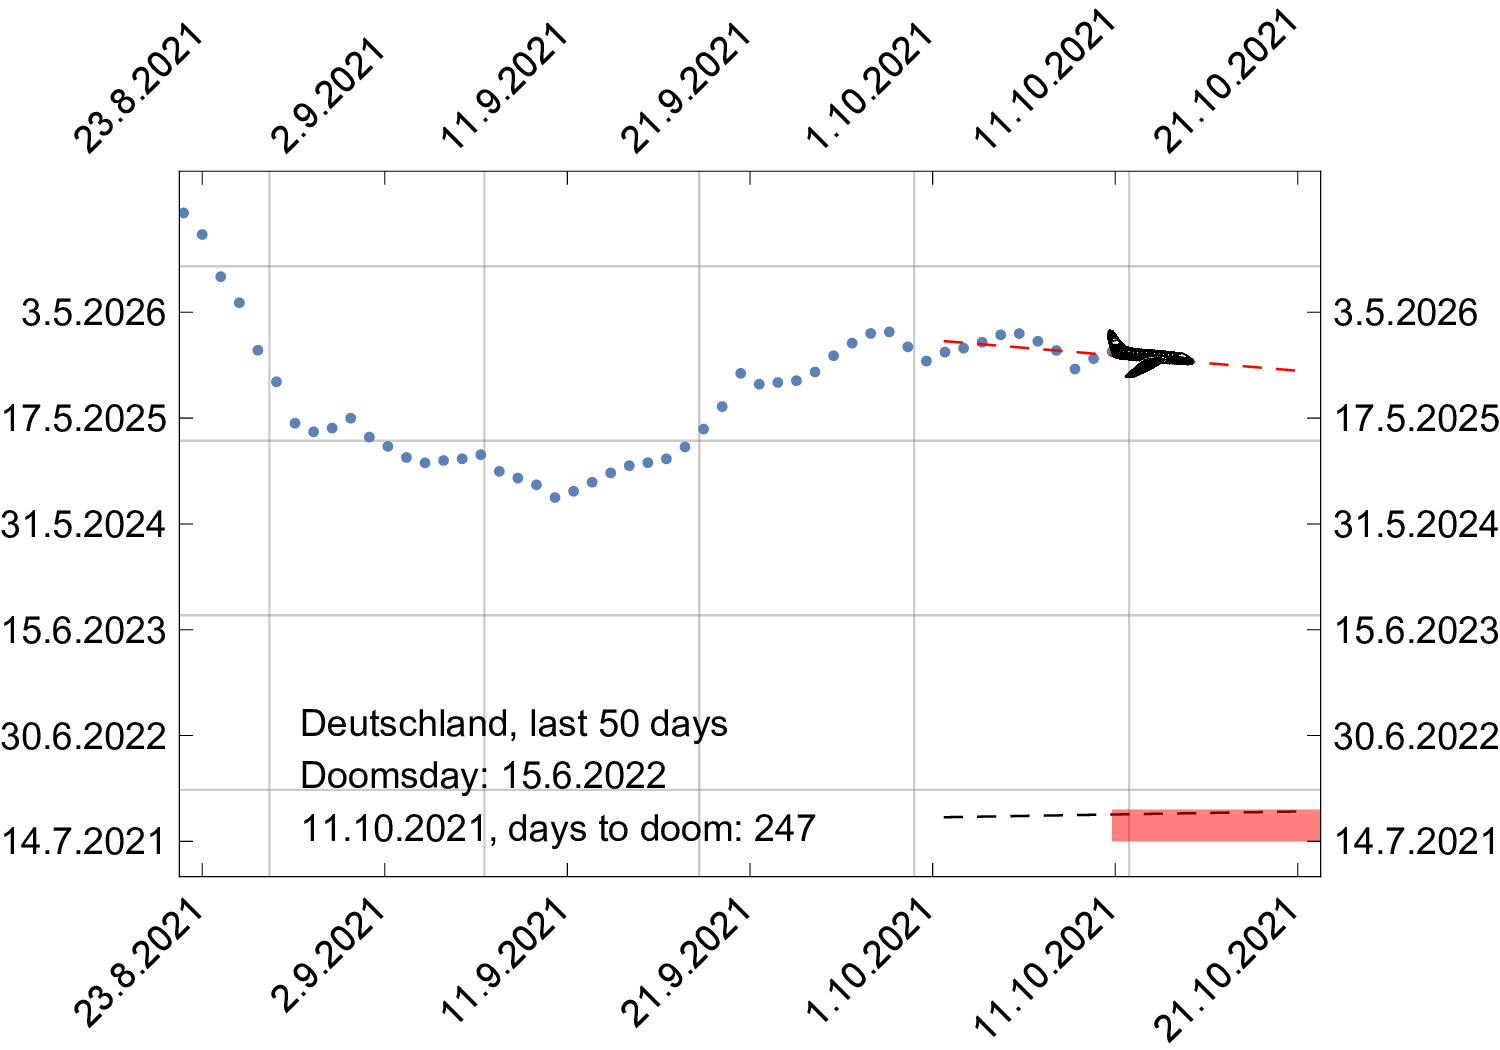 23.8.2021 2.9.2021 11.9.2021 21.9.2021 1.10.2021 11.10.2021 21.10.2021
3.5.2026 3.5.2026
17.5.2025 17.5.2025
31.5.2024 31.5.2024
15.6.2023 15.6.2023
Deutschland, last 50 days
30.6.2022 30.6.2022
Doomsday: 15.6.2022
11.10.2021, days to doom: 247
14.7.2021 14.7.2021
23.8.2021 2.9.2021 11.9.2021 21.9.2021 1.10.2021 11.10.2021 21.10.2021